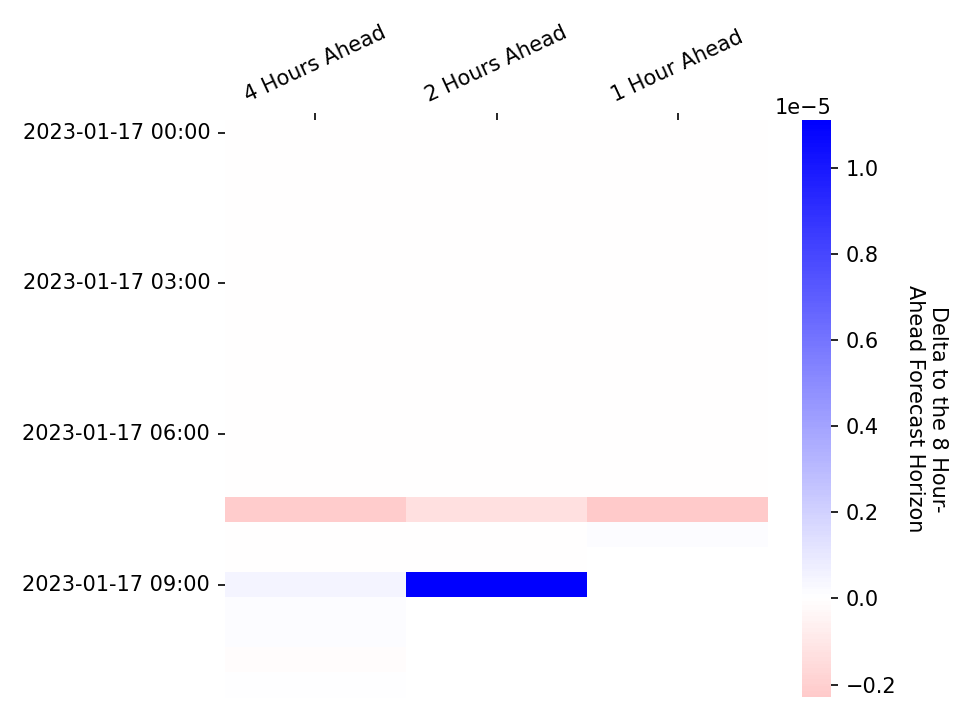 4 Hours Ahead
2 Hours Ahead
1 Hour Ahead
2023-01-17 00:00
2023-01-17 03:00
2023-01-17 06:00
2023-01-17 09:00
1e−5
1.0
0.8
0.6
0.4
0.2
0.0
−0.2
Delta to the 8 Hour-
Ahead Forecast Horizon